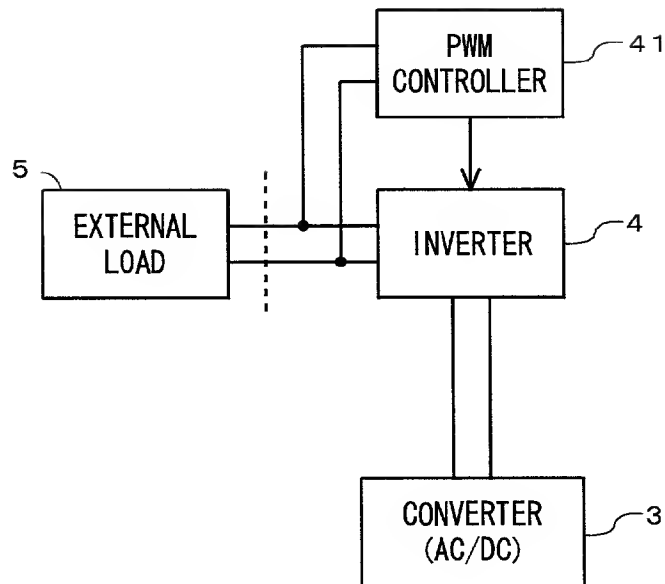 PWM
CONTROLLER
41
5
EXTERNAL
LOAD
INVERTER
4
CONVERTER
(AC/DC)
3